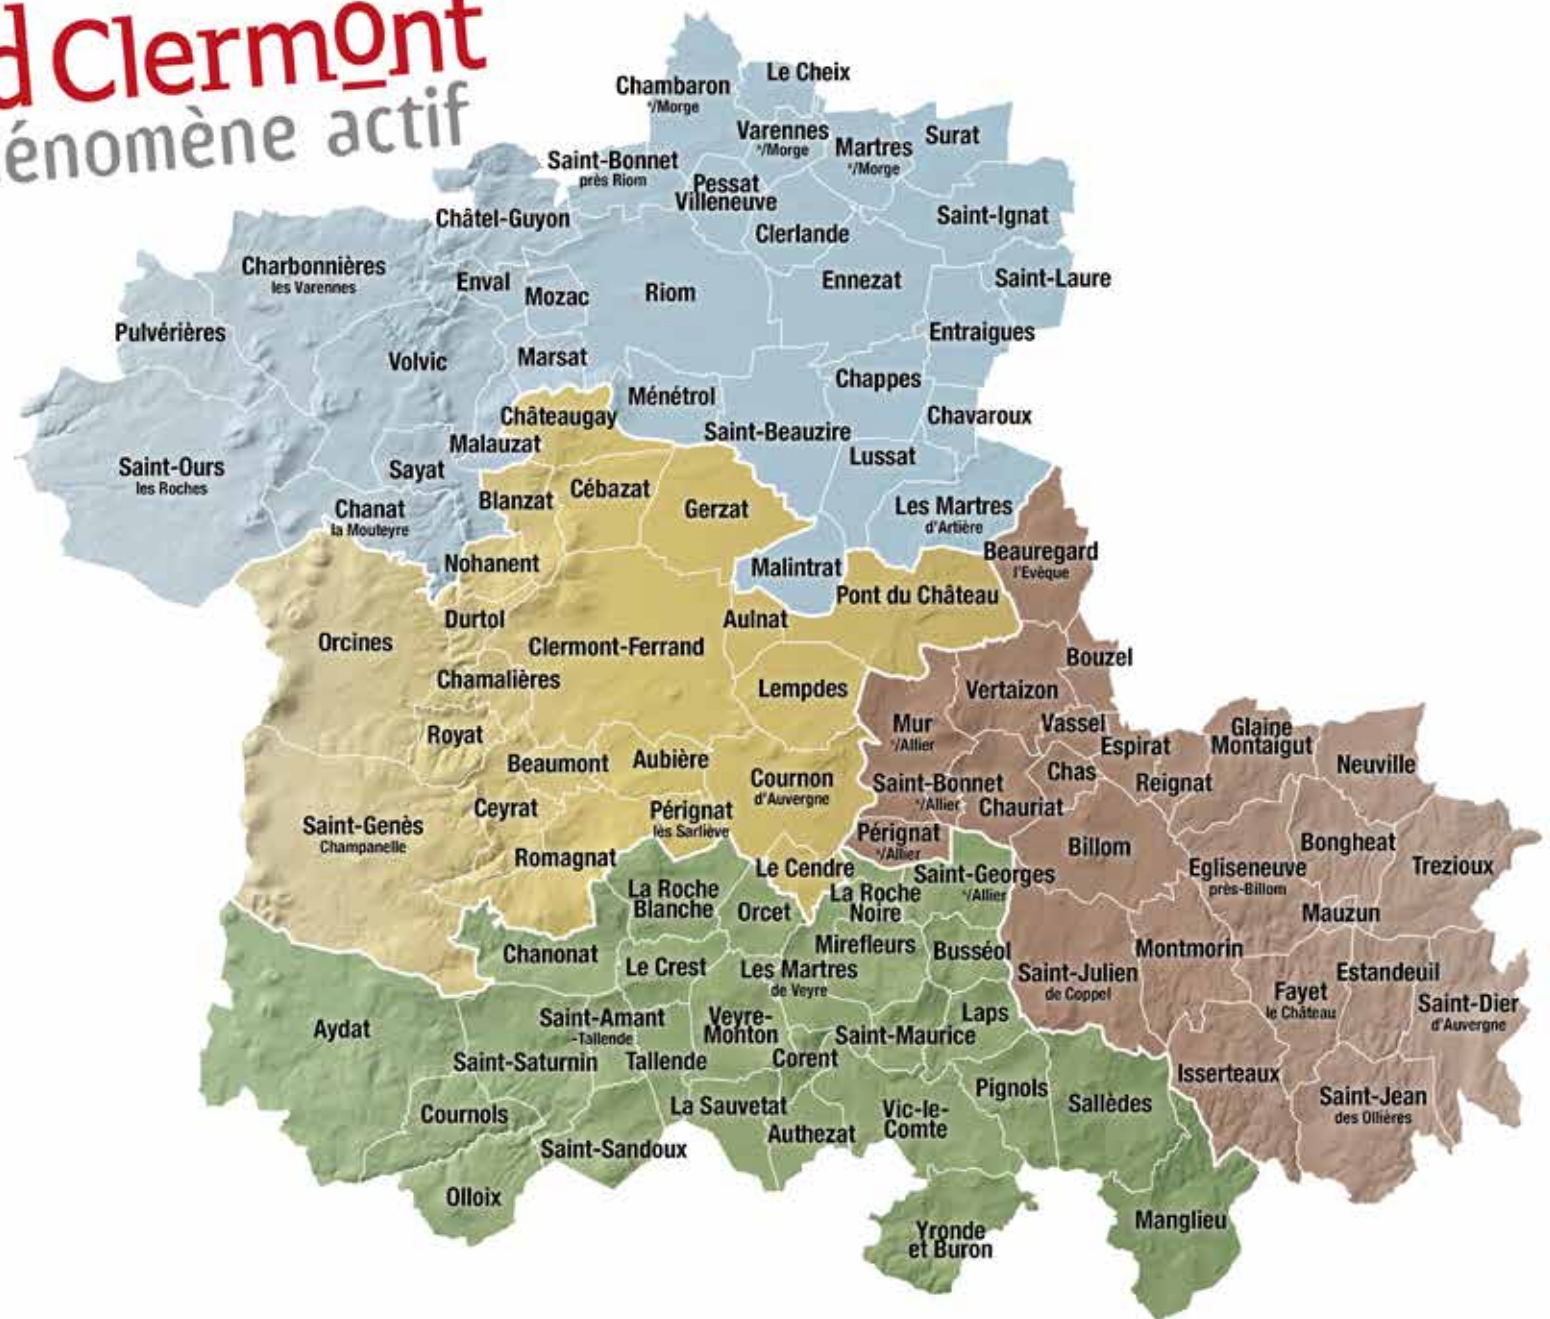 d Clermont
énomène actif
Chambaron
s/Morge
Le Cheix
Varennes
s/Morge
Martres
s/Morge
Surat
Saint-Bonnet
près Riom
Pessat
Villeneuve
Châtel-Guyon
Clerlande
Saint-Ignat
Charbonnières
les Varennes
Enval
Mozac
Riom
Ennezat
Saint-Laure
Pulvérières
Volvic
Marsat
Entraigues
Chappes
Ménétrol
Châteaugay
Chavaroux
Saint-Beauzire
Malauzat
Lussat
Saint-Ours
les Roches
Sayat
Chanat
la Mouteyre
Blanzat
Cébazat
Gerzat
Les Martres
d'Artière
Nohanent
Malintrat
Beauregard
l'Evêque
Pont du Château
Durtol
Aulnat
Orcines
Clermont-Ferrand
Bouzel
Chamalières
Lempdes
Vertaizon
Mur
s/Allier
Vassel
Royat
Espirat
Glaine
Montaigut
Beaumont
Aubière
Cournon
d'Auvergne
Saint-Bonnet
s/Allier
Chas
Reignat
Neuville
Ceyrat
Pérignat
lès Sarliève
Chauriat
Saint-Genès
Champanelle
Pérignat
s/Allier
Billom
Bongheat
Romagnat
Le Cendre
Saint-Georges
s/Allier
Egliseneuve
près-Billom
Trezioux
La Roche
Blanche
Orcet
La Roche
Noire
Mauzun
Chanonat
Le Crest
Mirefleurs
Busséol
Montmorin
Les Martres
de Veyre
Saint-Julien
de Coppel
Estandeuil
Fayet
le Château
Saint-Dier
d'Auvergne
Aydat
Saint-Amant
-Tallende
Veyre-
Monton
Laps
Saint-Maurice
Saint-Saturnin
Tallende
Corent
Isserteaux
Pignols
Sallèdes
Saint-Jean
des Ollières
Cournols
La Sauvetat
Authezat
Vic-le-
Comte
Saint-Sandoux
Olloix
Yronde
et Buron
Manglieu